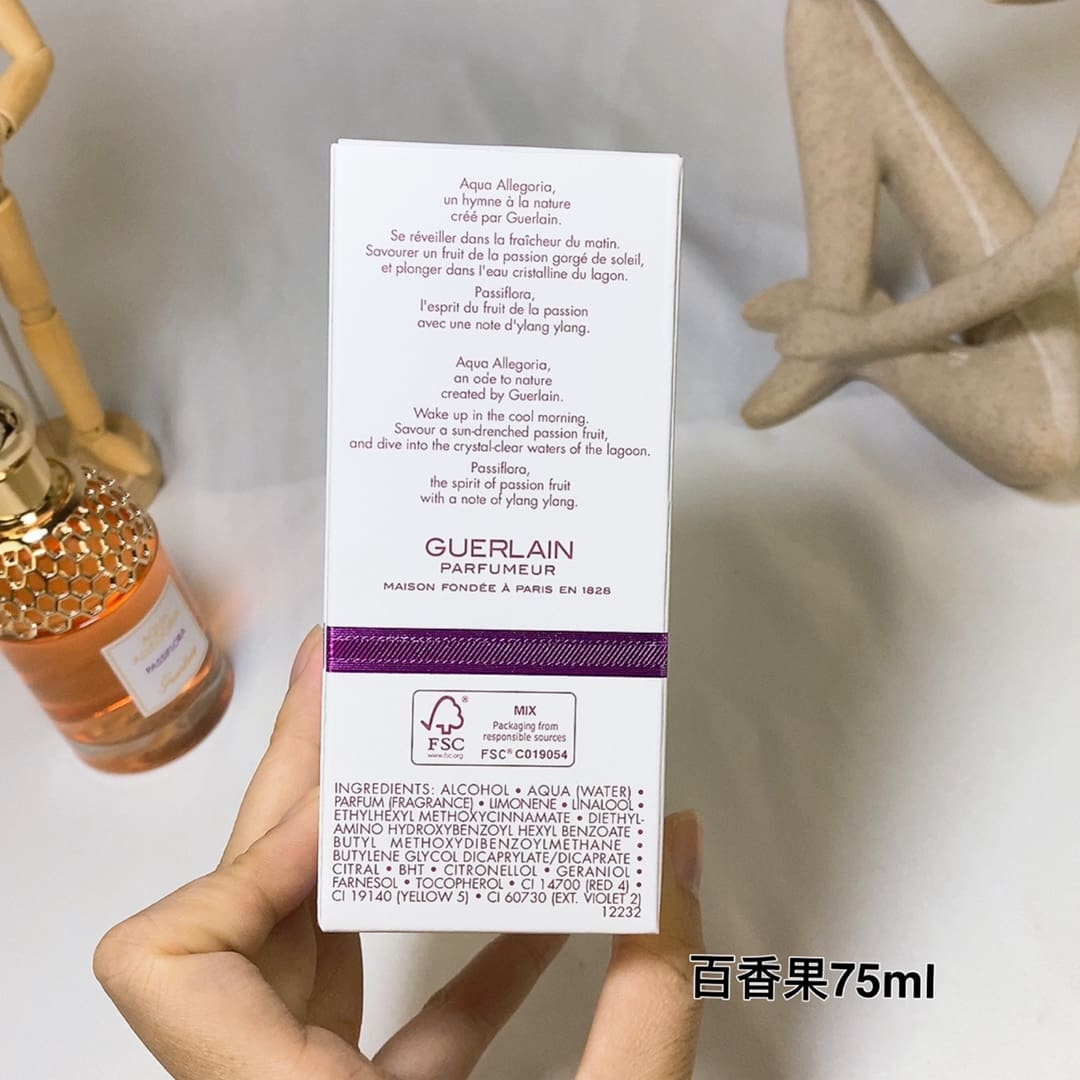 Aqua Allegoria,
un hymne à la nature
créé par Guerlain.
Se réveiller dans la fraîcheur du matin.
Savourer un fruit de la passion gorgé de soleil,
et plonger dans l'eau cristalline du lagon.
Passiflora,
l'esprit du fruit de la passion
avec une note d'ylang ylang.
Aqua Allegoria,
an ode to nature
created by Guerlain.
Wake up in the cool morning.
Savour a sun-drenched passion fruit,
and dive into the crystal-clear waters of the lagoon.
Passiflora,
the spirit of passion fruit
with a note of ylang ylang.
GUERLAIN
PARFUMEUR
MAISON FONDÉE À PARIS EN 1828
FSC®
www.fsc.org
MIX
Packaging from
responsible sources
FSC® C019054
INGREDIENTS: ALCOHOL • AQUA (WATER) •
PARFUM (FRAGRANCE) • LIMONENE • LINALOOL •
ETHYLHEXYL METHOXYCINNAMATE • DIETHYL-
AMINO HYDROXYBENZOYL HEXYL BENZOATE •
BUTYL METHOXYDIBENZOYLMETHANE •
BUTYLENE GLYCOL DICAPRYLATE/DICAPRATE •
CITRAL • BHT • CITRONELLOL • GERANIOL •
FARNESOL • TOCOPHEROL • CI 14700 (RED 4) •
CI 19140 (YELLOW 5) • CI 60730 (EXT. VIOLET 2)
12232
PASSIFLORA
Guerlain
百香果75ml